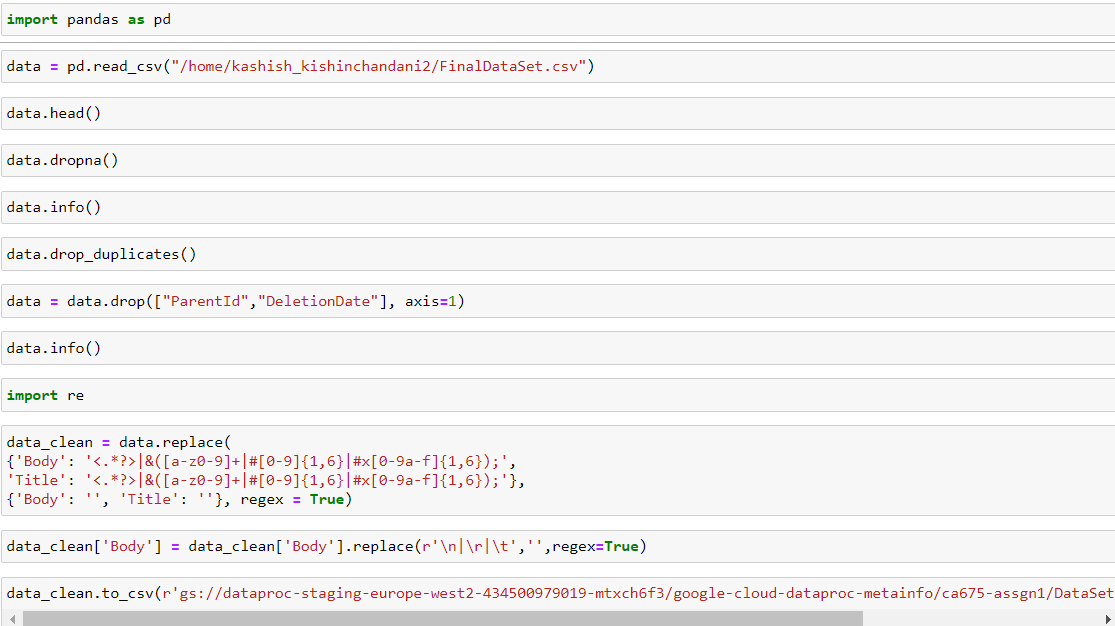 import pandas as pd
data = pd.read_csv("/home/kashish_kishinchandani2/FinalDataSet.csv")
data.head()
data.dropna()
data.info()
data.drop_duplicates()
data = data.drop(["ParentId","DeletionDate"], axis=1)
data.info()
import re
data_clean = data.replace(
{'Body': '<.*?>|&([a-z0-9]+|#[0-9]{1,6}|#x[0-9a-f]{1,6});',
'Title': '<.*?>|&([a-z0-9]+|#[0-9]{1,6}|#x[0-9a-f]{1,6});'},
{'Body': '', 'Title': ''}, regex = True)
data_clean['Body'] = data_clean['Body'].replace(r'\n|\r|\t','',regex=True)
data_clean.to_csv(r'gs://dataproc-staging-europe-west2-434500979019-mtxch6f3/google-cloud-dataproc-metainfo/ca675-assgn1/DataSet